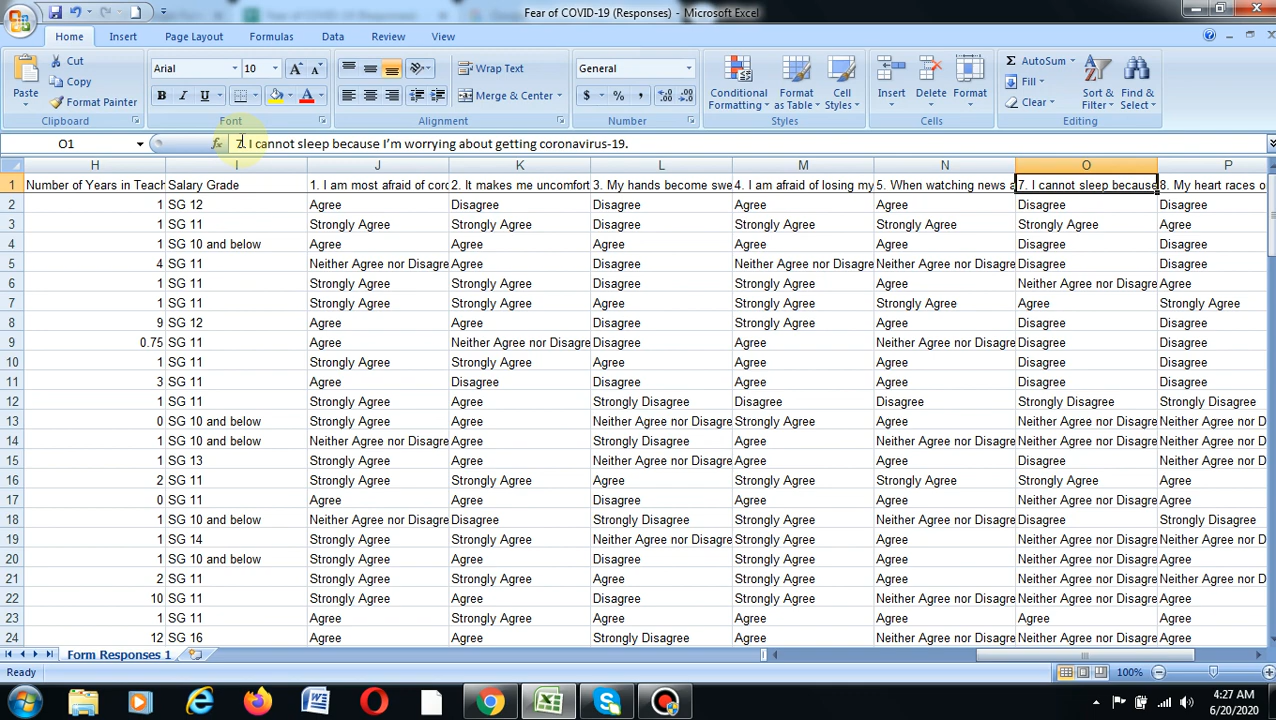 Fear of COVID-19 (Responses) - Microsoft Excel
Home Insert Page Layout Formulas Data Review View
Paste Cut Copy Format Painter
Arial 10 B I U A A A
Wrap Text Merge & Center
General $ % ,
Conditional Formatting Format as Table Cell Styles
Insert Delete Format
Σ AutoSum Fill Clear Sort & Filter Find & Select
Clipboard Font Alignment Number Styles Cells Editing
O1 fx 7. I cannot sleep because I'm worrying about getting coronavirus-19.
H I J K L M N O P
1 Number of Years in Teach Salary Grade 1. I am most afraid of coro 2. It makes me uncomfort 3. My hands become swe 4. I am afraid of losing my 5. When watching news a 7. I cannot sleep because 8. My heart races o
2 1 SG 12 Agree Disagree Disagree Agree Agree Disagree Disagree
3 1 SG 11 Strongly Agree Strongly Agree Disagree Strongly Agree Strongly Agree Strongly Agree Agree
4 1 SG 10 and below Agree Agree Disagree Agree Agree Disagree Disagree
5 4 SG 11 Neither Agree nor Disagre Agree Disagree Neither Agree nor Disagre Neither Agree nor Disagre Disagree Disagree
6 1 SG 11 Strongly Agree Strongly Agree Disagree Strongly Agree Agree Neither Agree nor Disagre Agree
7 1 SG 11 Strongly Agree Strongly Agree Agree Strongly Agree Strongly Agree Agree Strongly Agree
8 9 SG 12 Agree Agree Disagree Strongly Agree Agree Disagree Disagree
9 0.75 SG 11 Agree Neither Agree nor Disagre Disagree Agree Neither Agree nor Disagre Disagree Disagree
10 1 SG 11 Strongly Agree Strongly Agree Agree Strongly Agree Agree Disagree Agree
11 3 SG 11 Agree Disagree Disagree Agree Agree Disagree Agree
12 1 SG 11 Strongly Agree Agree Strongly Disagree Disagree Disagree Strongly Disagree Strongly Disagree
13 0 SG 10 and below Strongly Agree Agree Neither Agree nor Disagre Strongly Agree Agree Neither Agree nor Disagre Neither Agree nor D
14 1 SG 10 and below Neither Agree nor Disagre Agree Strongly Disagree Agree Neither Agree nor Disagre Neither Agree nor Disagre Agree
15 1 SG 13 Strongly Agree Agree Neither Agree nor Disagre Agree Agree Disagree Neither Agree nor D
16 2 SG 11 Strongly Agree Agree Disagree Strongly Agree Strongly Agree Strongly Agree Agree
17 0 SG 11 Agree Agree Disagree Agree Agree Neither Agree nor Disagre Agree
18 1 SG 10 and below Neither Agree nor Disagre Disagree Strongly Disagree Strongly Agree Neither Agree nor Disagre Disagree Strongly Disagree
19 1 SG 14 Strongly Agree Strongly Agree Neither Agree nor Disagre Strongly Agree Neither Agree nor Disagre Neither Agree nor Disagre Agree
20 1 SG 10 and below Strongly Agree Agree Disagree Strongly Agree Agree Neither Agree nor Disagre Agree
21 2 SG 11 Strongly Agree Strongly Agree Agree Strongly Agree Agree Neither Agree nor Disagre Neither Agree nor D
22 10 SG 11 Strongly Agree Agree Disagree Strongly Agree Neither Agree nor Disagre Neither Agree nor Disagre Agree
23 1 SG 11 Agree Strongly Agree Agree Agree Agree Agree Agree
24 12 SG 16 Agree Agree Strongly Disagree Agree Neither Agree nor Disagre Neither Agree nor Disagre Agree
Form Responses 1
Ready 100%
4:27 AM
6/20/2020